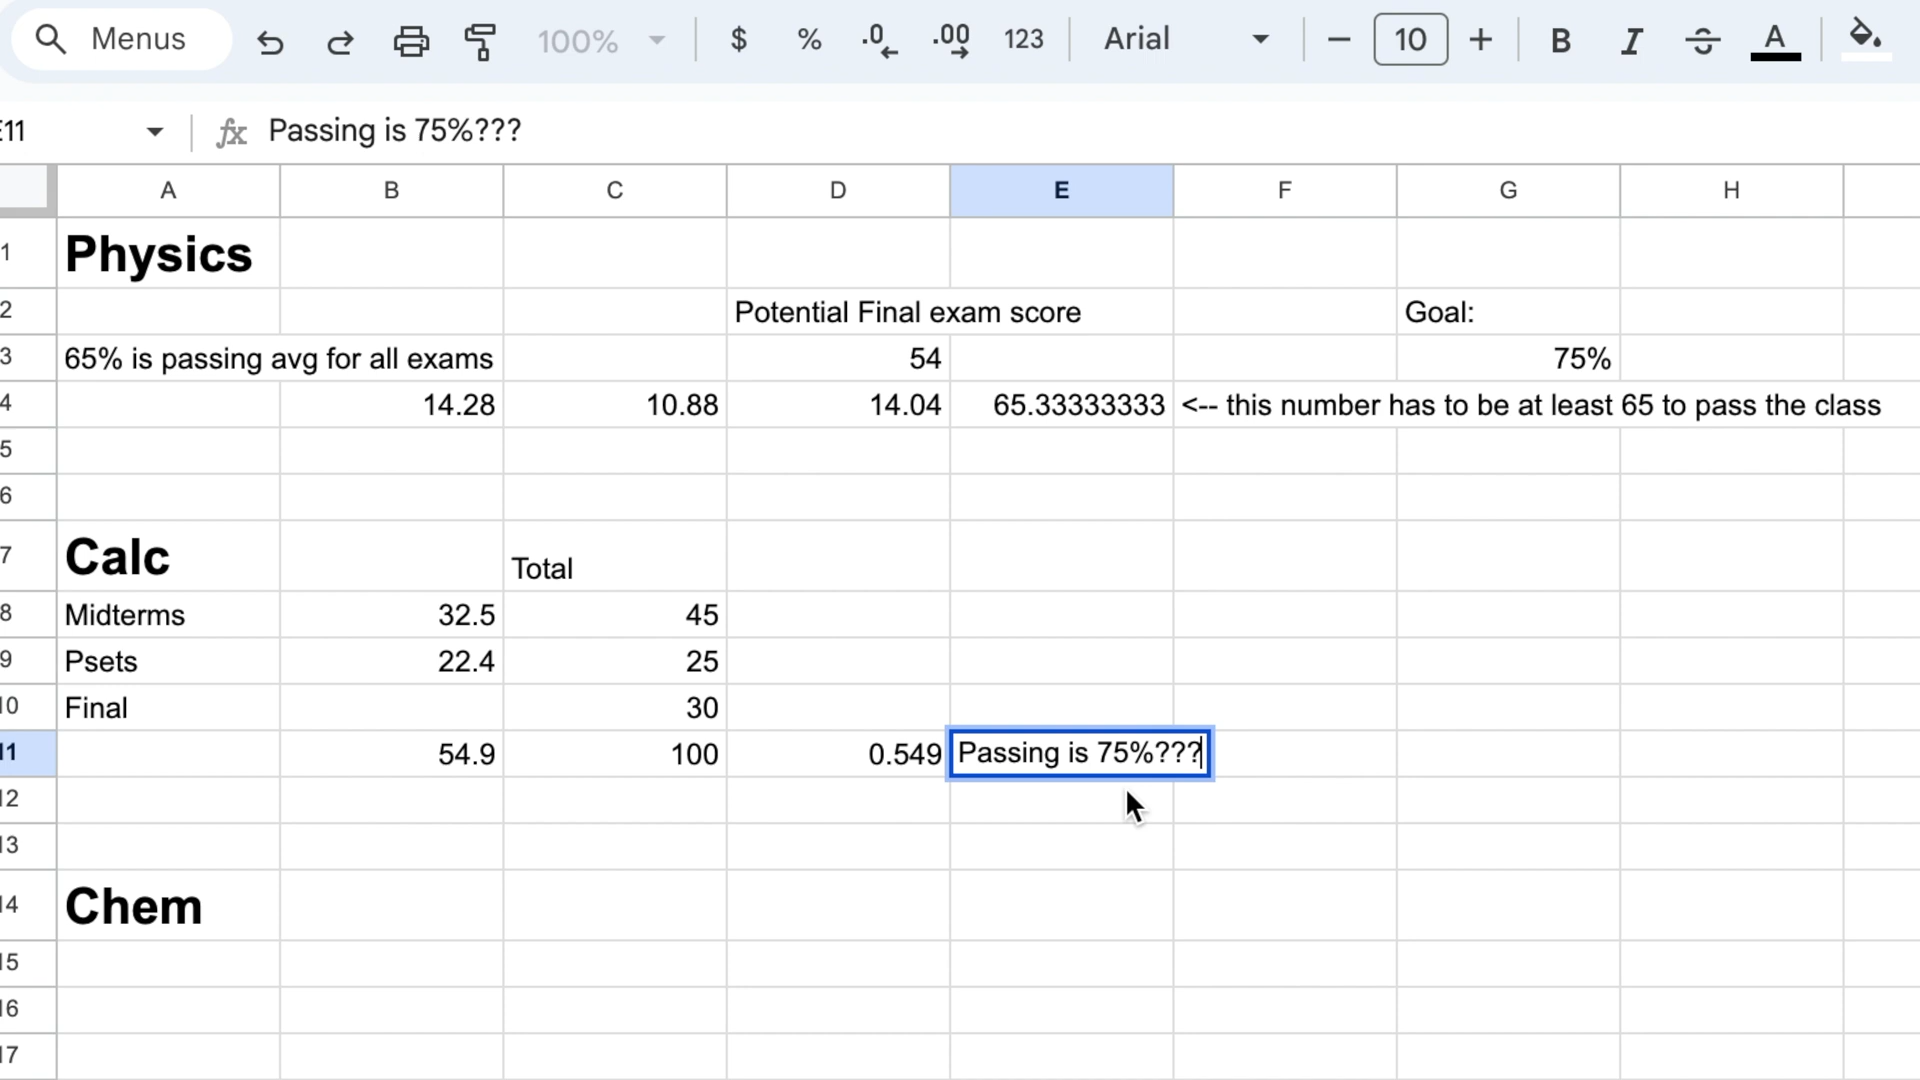 Menus 100% $ % .0 .00 123 Arial 10 B I S A
E11 fx Passing is 75%???
A B C D E F G H
1 Physics
2 Potential Final exam score Goal:
3 65% is passing avg for all exams 54 75%
4 14.28 10.88 14.04 65.33333333 <-- this number has to be at least 65 to pass the class
5
6
7 Calc Total
8 Midterms 32.5 45
9 Psets 22.4 25
10 Final 30
11 54.9 100 0.549 Passing is 75%???
12
13
14 Chem
15
16
17